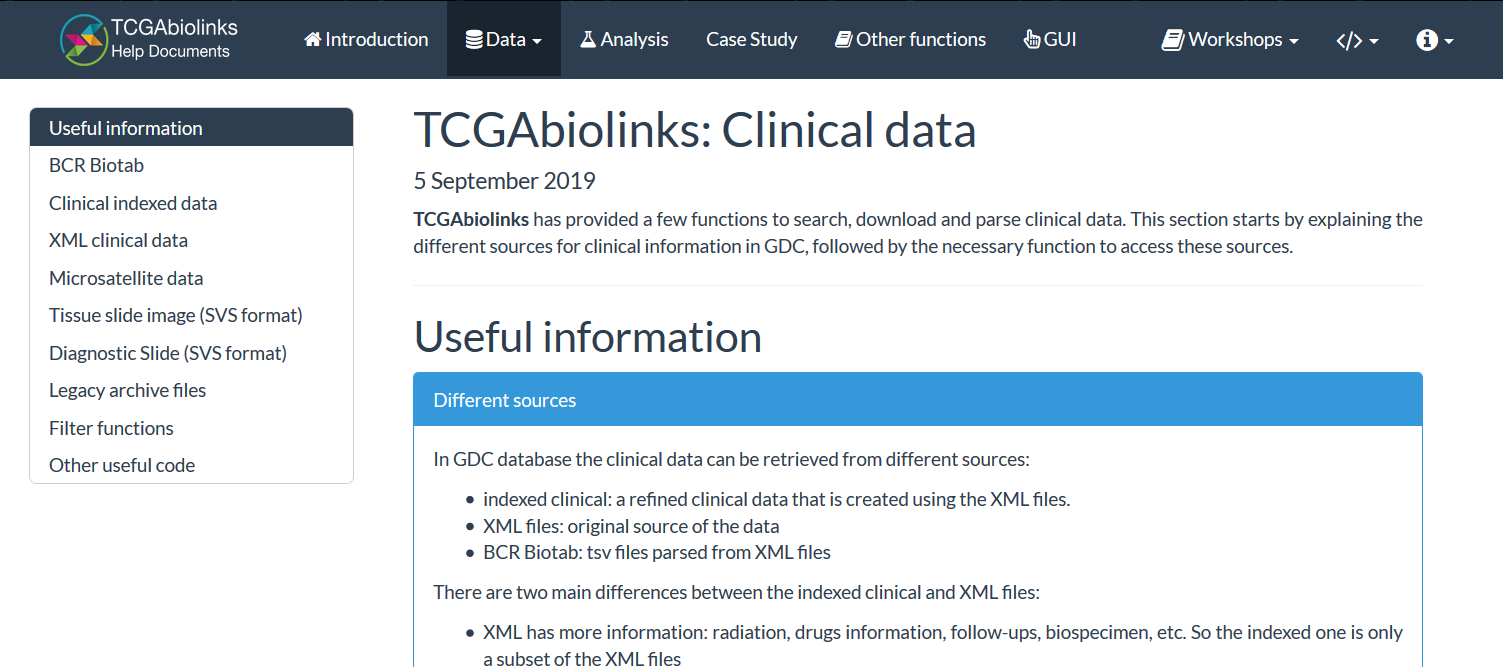 TCGAbiolinks
Help Documents
Introduction
Data
Analysis
Case Study
Other functions
GUI
Workshops
</>
Useful information
BCR Biotab
Clinical indexed data
XML clinical data
Microsatellite data
Tissue slide image (SVS format)
Diagnostic Slide (SVS format)
Legacy archive files
Filter functions
Other useful code
TCGAbiolinks: Clinical data
5 September 2019
TCGAbiolinks has provided a few functions to search, download and parse clinical data. This section starts by explaining the
different sources for clinical information in GDC, followed by the necessary function to access these sources.
Useful information
Different sources
In GDC database the clinical data can be retrieved from different sources:
• indexed clinical: a refined clinical data that is created using the XML files.
• XML files: original source of the data
• BCR Biotab: tsv files parsed from XML files
There are two main differences between the indexed clinical and XML files:
• XML has more information: radiation, drugs information, follow-ups, biospecimen, etc. So the indexed one is only
a subset of the XML files